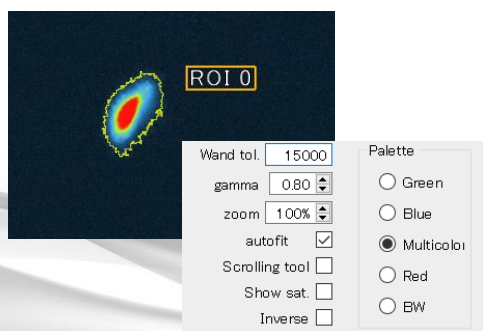 ROI 0
Wand tol. 15000
gamma 0.80
zoom 100%
autofit
Scrolling tool
Show sat.
Inverse
Palette
Green
Blue
Multicolor
Red
BW